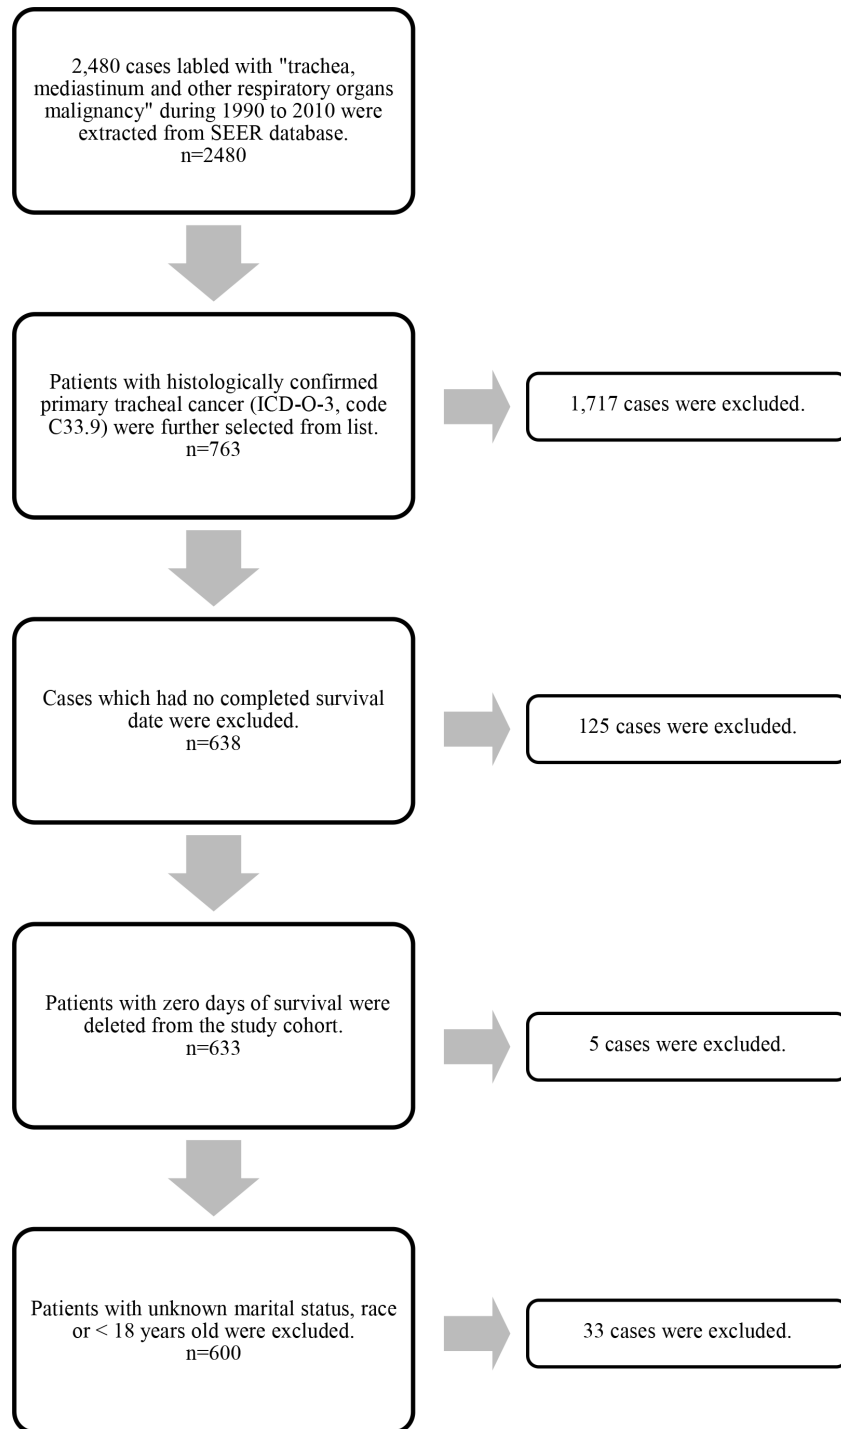 2,480 cases labled with "trachea,
mediastinum and other respiratory organs
malignancy" during 1990 to 2010 were
extracted from SEER database.
n=2480
Patients with histologically confirmed
primary tracheal cancer (ICD-O-3, code
C33.9) were further selected from list.
n=763
1,717 cases were excluded.
Cases which had no completed survival
date were excluded.
n=638
125 cases were excluded.
Patients with zero days of survival were
deleted from the study cohort.
n=633
5 cases were excluded.
Patients with unknown marital status, race
or < 18 years old were excluded.
n=600
33 cases were excluded.